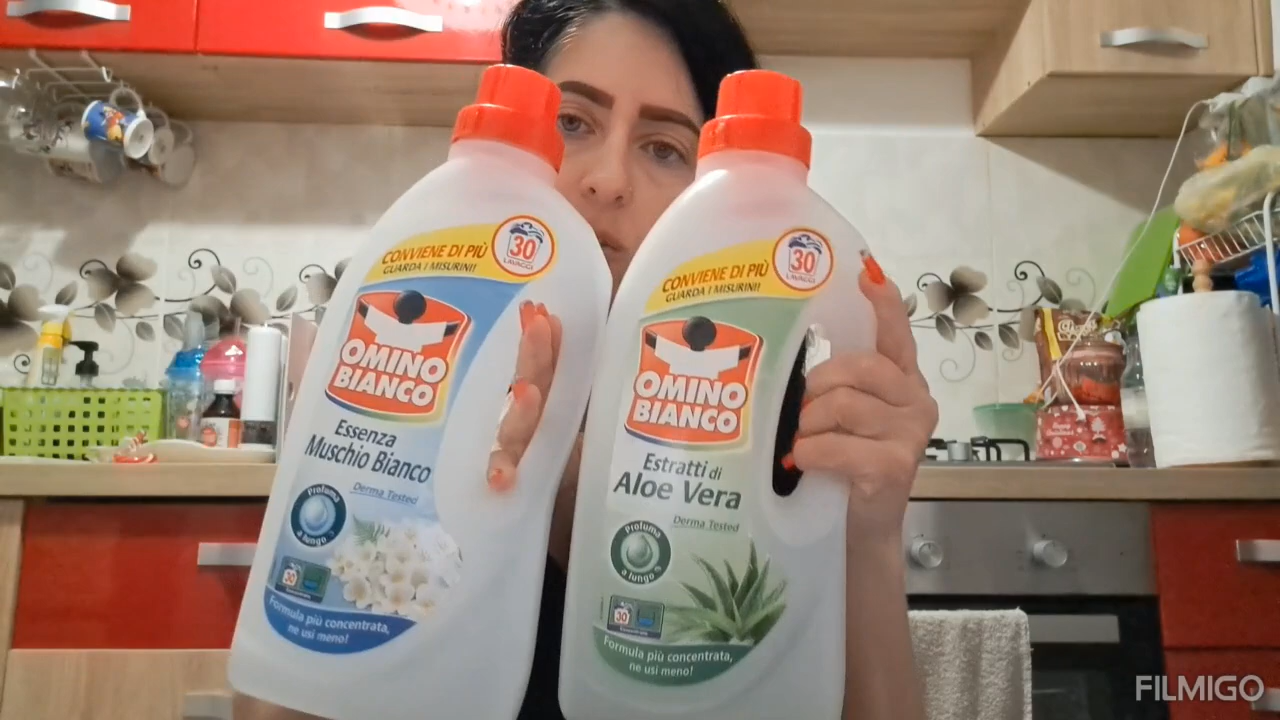 CONVIENE DI PIÙ
GUARDA I MISURINI!
30
LAVAGGI
OMINO
BIANCO
Essenza
Muschio Bianco
Derma Tested
Profuma
a lungo
30
Formula più concentrata,
ne usi meno!
CONVIENE DI PIÙ
GUARDA I MISURINI!
30
LAVAGGI
OMINO
BIANCO
Estratti di
Aloe Vera
Derma Tested
Profuma
a lungo
30
Formula più concentrata,
ne usi meno!
FILMIGO